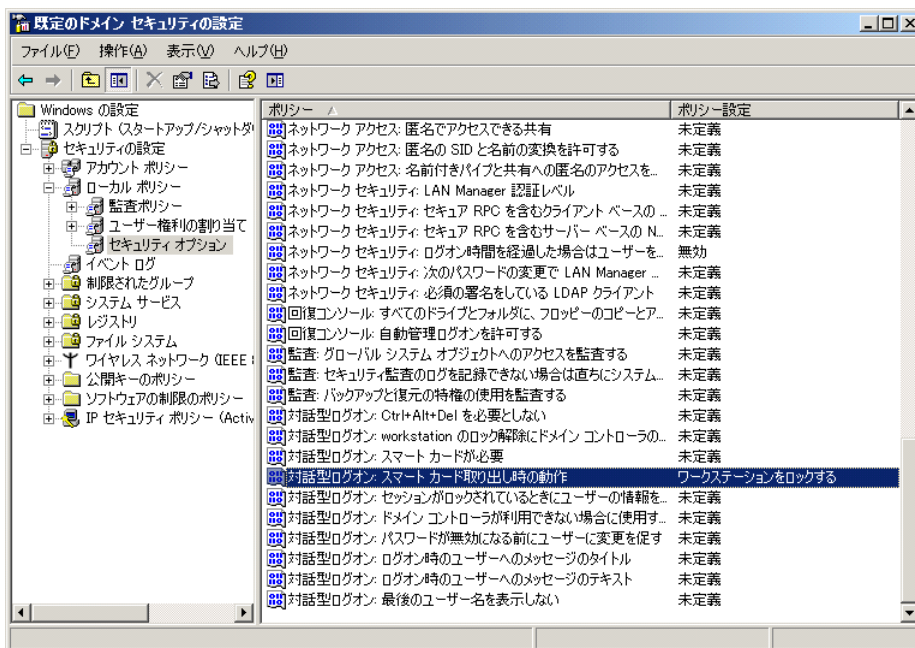 既定のドメイン セキュリティの設定
ファイル(F) 操作(A) 表示(V) ヘルプ(H)
Windows の設定
スクリプト (スタートアップ/シャットダ
セキュリティの設定
アカウント ポリシー
ローカル ポリシー
監査ポリシー
ユーザー権利の割り当て
セキュリティ オプション
イベント ログ
制限されたグループ
システム サービス
レジストリ
ファイル システム
ワイヤレス ネットワーク (IEEE
公開キーのポリシー
ソフトウェアの制限のポリシー
IP セキュリティ ポリシー (Activ
ポリシー ポリシー設定
ネットワーク アクセス: 匿名でアクセスできる共有 未定義
ネットワーク アクセス: 匿名の SID と名前の変換を許可する 未定義
ネットワーク アクセス: 名前付きパイプと共有への匿名のアクセスを... 未定義
ネットワーク セキュリティ: LAN Manager 認証レベル 未定義
ネットワーク セキュリティ: セキュア RPC を含むクライアント ベースの ... 未定義
ネットワーク セキュリティ: セキュア RPC を含むサーバー ベースの N... 未定義
ネットワーク セキュリティ: ログオン時間を経過した場合はユーザーを... 無効
ネットワーク セキュリティ: 次のパスワードの変更で LAN Manager ... 未定義
ネットワーク セキュリティ: 必須の署名をしている LDAP クライアント 未定義
回復コンソール: すべてのドライブとフォルダに、フロッピーのコピーとア... 未定義
回復コンソール: 自動管理ログオンを許可する 未定義
監査: グローバル システム オブジェクトへのアクセスを監査する 未定義
監査: セキュリティ監査のログを記録できない場合は直ちにシステム... 未定義
監査: バックアップと復元の特権の使用を監査する 未定義
対話型ログオン: Ctrl+Alt+Del を必要としない 未定義
対話型ログオン: workstation のロック解除にドメイン コントローラの... 未定義
対話型ログオン: スマート カードが必要 未定義
対話型ログオン: スマート カード取り出し時の動作 ワークステーションをロックする
対話型ログオン: セッションがロックされているときにユーザーの情報を... 未定義
対話型ログオン: ドメイン コントローラが利用できない場合に使用す... 未定義
対話型ログオン: パスワードが無効になる前にユーザーに変更を促す 未定義
対話型ログオン: ログオン時のユーザーへのメッセージのタイトル 未定義
対話型ログオン: ログオン時のユーザーへのメッセージのテキスト 未定義
対話型ログオン: 最後のユーザー名を表示しない 未定義